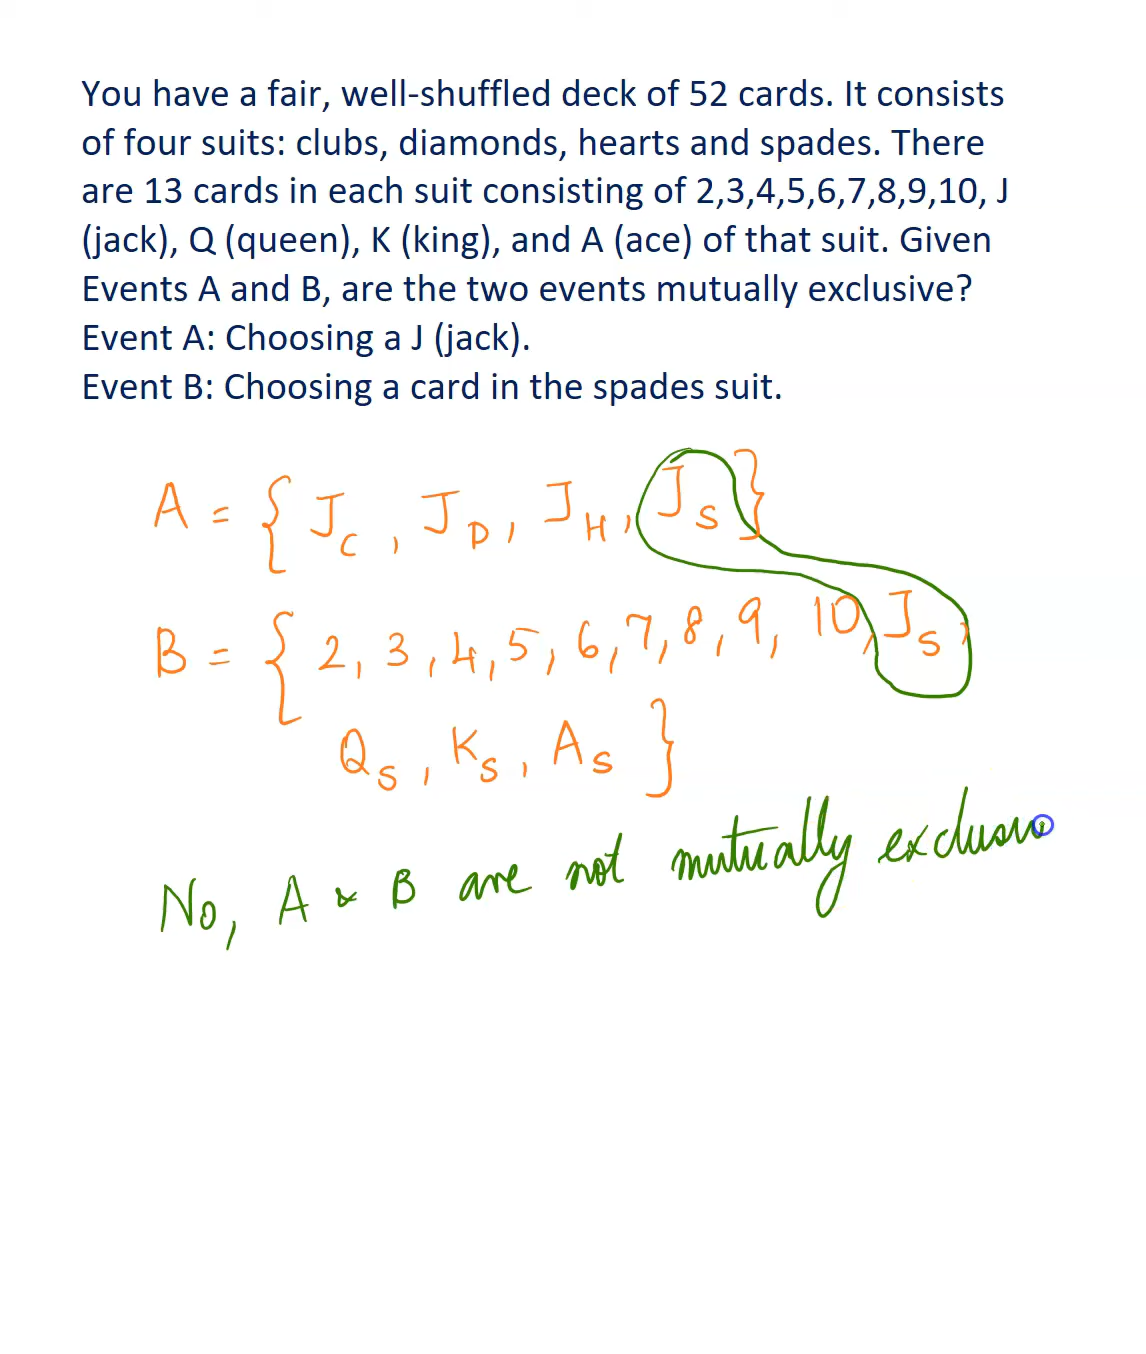 You have a fair, well-shuffled deck of 52 cards. It consists
of four suits: clubs, diamonds, hearts and spades. There
are 13 cards in each suit consisting of 2,3,4,5,6,7,8,9,10, J
(jack), Q (queen), K (king), and A (ace) of that suit. Given
Events A and B, are the two events mutually exclusive?
Event A: Choosing a J (jack).
Event B: Choosing a card in the spades suit.
A = { J_C, J_D, J_H, J_S }
B = { 2, 3, 4, 5, 6, 7, 8, 9, 10, J_S,
Q_S, K_S, A_S }
No, A & B are not mutually exclusiv